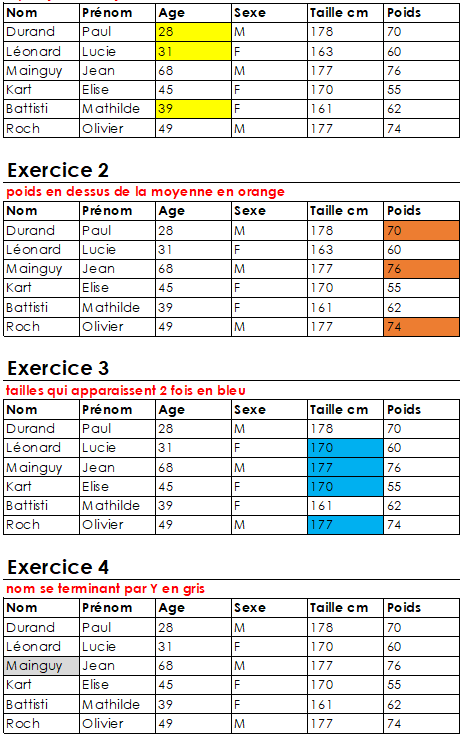 Nom Prénom Age Sexe Taille cm Poids
Durand Paul 28 M 178 70
Léonard Lucie 31 F 163 60
Mainguy Jean 68 M 177 76
Kart Elise 45 F 170 55
Battisti Mathilde 39 F 161 62
Roch Olivier 49 M 177 74
Exercice 2
poids en dessus de la moyenne en orange
Nom Prénom Age Sexe Taille cm Poids
Durand Paul 28 M 178 70
Léonard Lucie 31 F 163 60
Mainguy Jean 68 M 177 76
Kart Elise 45 F 170 55
Battisti Mathilde 39 F 161 62
Roch Olivier 49 M 177 74
Exercice 3
tailles qui apparaissent 2 fois en bleu
Nom Prénom Age Sexe Taille cm Poids
Durand Paul 28 M 178 70
Léonard Lucie 31 F 170 60
Mainguy Jean 68 M 177 76
Kart Elise 45 F 170 55
Battisti Mathilde 39 F 161 62
Roch Olivier 49 M 177 74
Exercice 4
nom se terminant par Y en gris
Nom Prénom Age Sexe Taille cm Poids
Durand Paul 28 M 178 70
Léonard Lucie 31 F 170 60
Mainguy Jean 68 M 177 76
Kart Elise 45 F 170 55
Battisti Mathilde 39 F 161 62
Roch Olivier 49 M 177 74